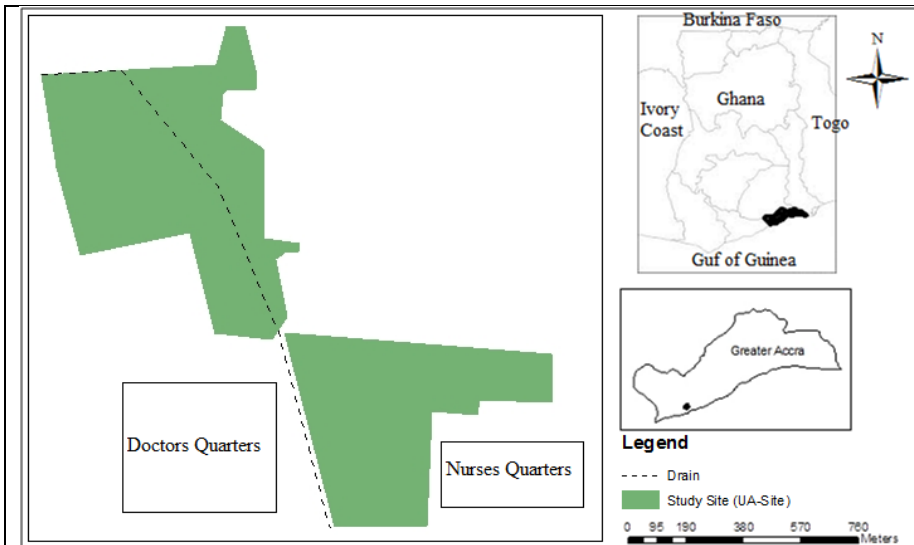 Doctors Quarters
Nurses Quarters
Burkina Faso
N
Ivory
Coast
Ghana
Togo
Guf of Guinea
Greater Accra
Legend
Drain
Study Site (UA-Site)
0 95 190 380 570 760
Meters